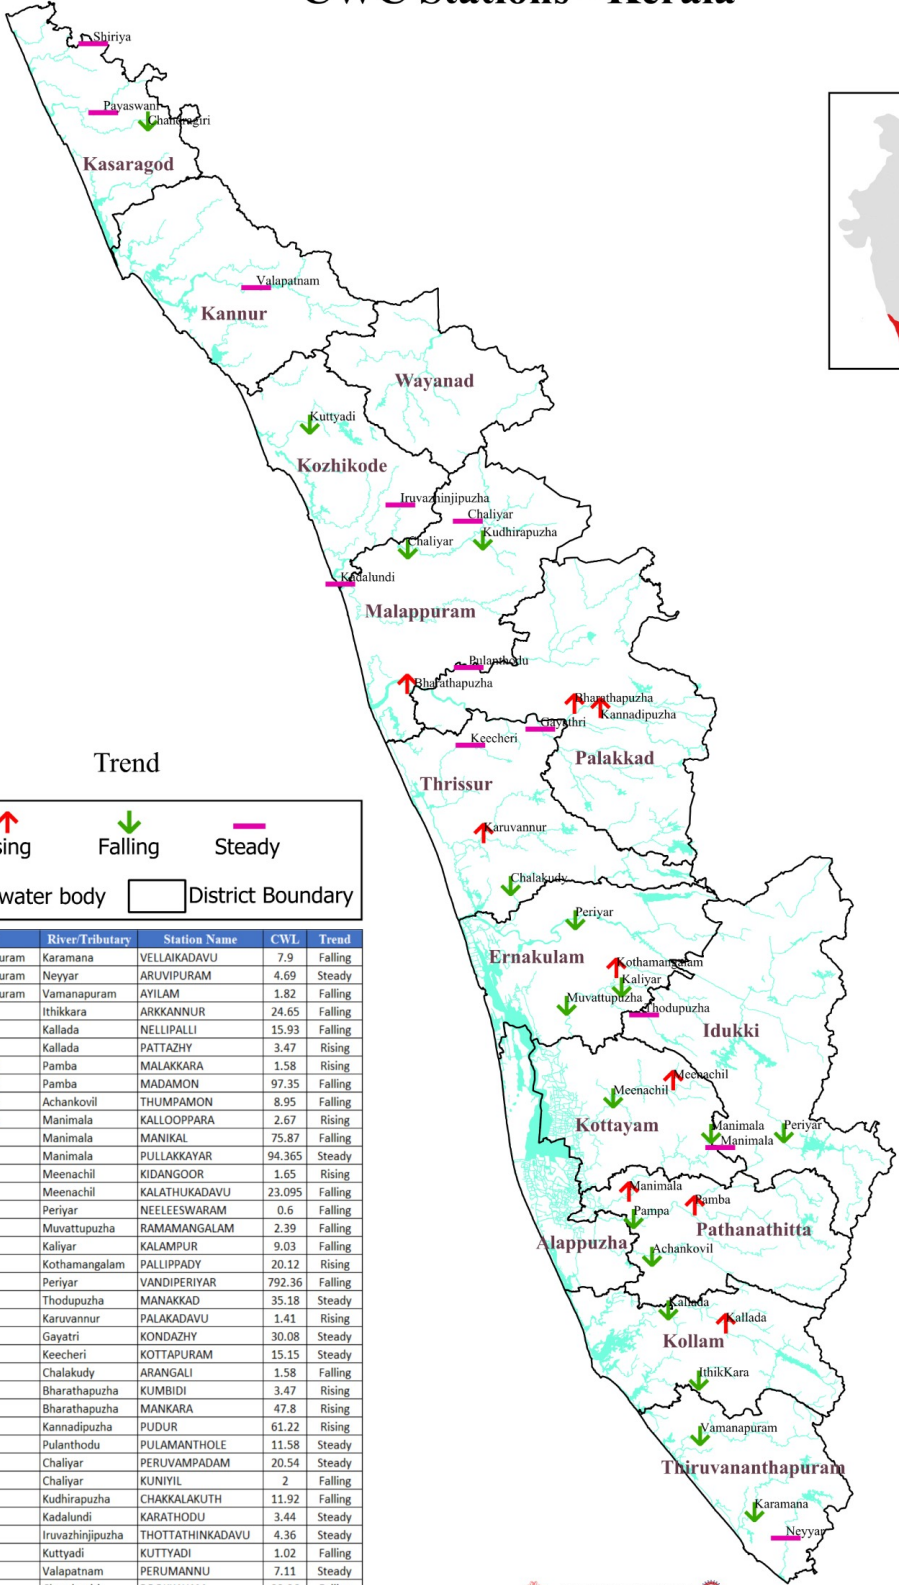 CWC Stations - Kerala
Shiriya
Payaswani
Chandragiri
Kasaragod
Valapatnam
Kannur
Wayanad
Kuttyadi
Kozhikode
Iruvazhinjipuzha
Chaliyar
Kudhirapuzha
Chaliyar
Kadalundi
Malappuram
Pulanthodu
Bharathapuzha
Bharathapuzha
Kannadipuzha
Gayathri
Keecheri
Palakkad
Thrissur
Karuvannur
Chalakudy
Periyar
Ernakulam
Kothamangalam
Kaliyar
Muvattupuzha
Thodupuzha
Idukki
Meenachil
Meenachil
Kottayam
Manimala
Periyar
Manimala
Manimala
Pamba
Pampa
Pathanathitta
Alappuzha
Achankovil
Kallada
Kallada
Kollam
IthikKara
Vamanapuram
Thiruvananthapuram
Karamana
Neyyar
Trend
sing Falling Steady
water body District Boundary
River/Tributary Station Name CWL Trend
uram Karamana VELLAIKADAVU 7.9 Falling
uram Neyyar ARUVIPURAM 4.69 Steady
uram Vamanapuram AYILAM 1.82 Falling
Ithikkara ARKKANNUR 24.65 Falling
Kallada NELLIPALLI 15.93 Falling
Kallada PATTAZHY 3.47 Rising
Pamba MALAKKARA 1.58 Rising
Pamba MADAMON 97.35 Falling
Achankovil THUMPAMON 8.95 Falling
Manimala KALLOOPPARA 2.67 Rising
Manimala MANIKAL 75.87 Falling
Manimala PULLAKKAYAR 94.365 Steady
Meenachil KIDANGOOR 1.65 Rising
Meenachil KALATHUKADAVU 23.095 Falling
Periyar NEELEESWARAM 0.6 Falling
Muvattupuzha RAMAMANGALAM 2.39 Falling
Kaliyar KALAMPUR 9.03 Falling
Kothamangalam PALLIPPADY 20.12 Rising
Periyar VANDIPERIYAR 792.36 Falling
Thodupuzha MANAKKAD 35.18 Steady
Karuvannur PALAKADAVU 1.41 Rising
Gayatri KONDAZHY 30.08 Steady
Keecheri KOTTAPURAM 15.15 Steady
Chalakudy ARANGALI 1.58 Falling
Bharathapuzha KUMBIDI 3.47 Rising
Bharathapuzha MANKARA 47.8 Rising
Kannadipuzha PUDUR 61.22 Rising
Pulanthodu PULAMANTHOLE 11.58 Steady
Chaliyar PERUVAMPADAM 20.54 Steady
Chaliyar KUNIYIL 2 Falling
Kudhirapuzha CHAKKALAKUTH 11.92 Falling
Kadalundi KARATHODU 3.44 Steady
Iruvazhinjipuzha THOTTATHINKADAVU 4.36 Steady
Kuttyadi KUTTYADI 1.02 Falling
Valapatnam PERUMANNU 7.11 Steady